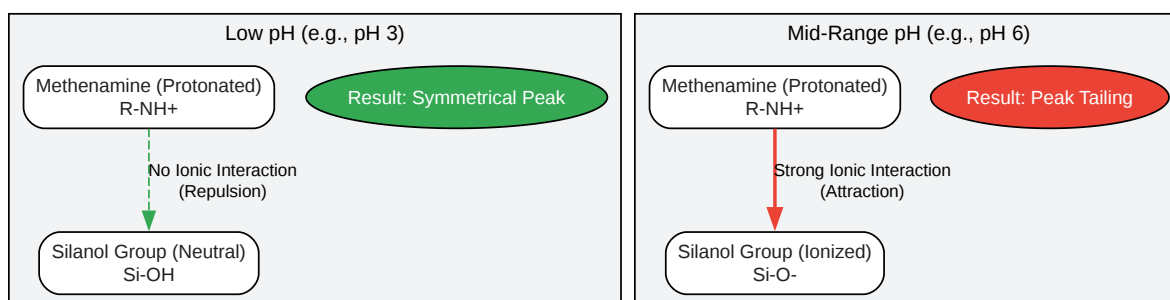 Low pH (e.g., pH 3)
Methenamine (Protonated)
R-NH+
Result: Symmetrical Peak
No Ionic Interaction
(Repulsion)
Silanol Group (Neutral)
Si-OH
Mid-Range pH (e.g., pH 6)
Methenamine (Protonated)
R-NH+
Result: Peak Tailing
Strong Ionic Interaction
(Attraction)
Silanol Group (Ionized)
Si-O-